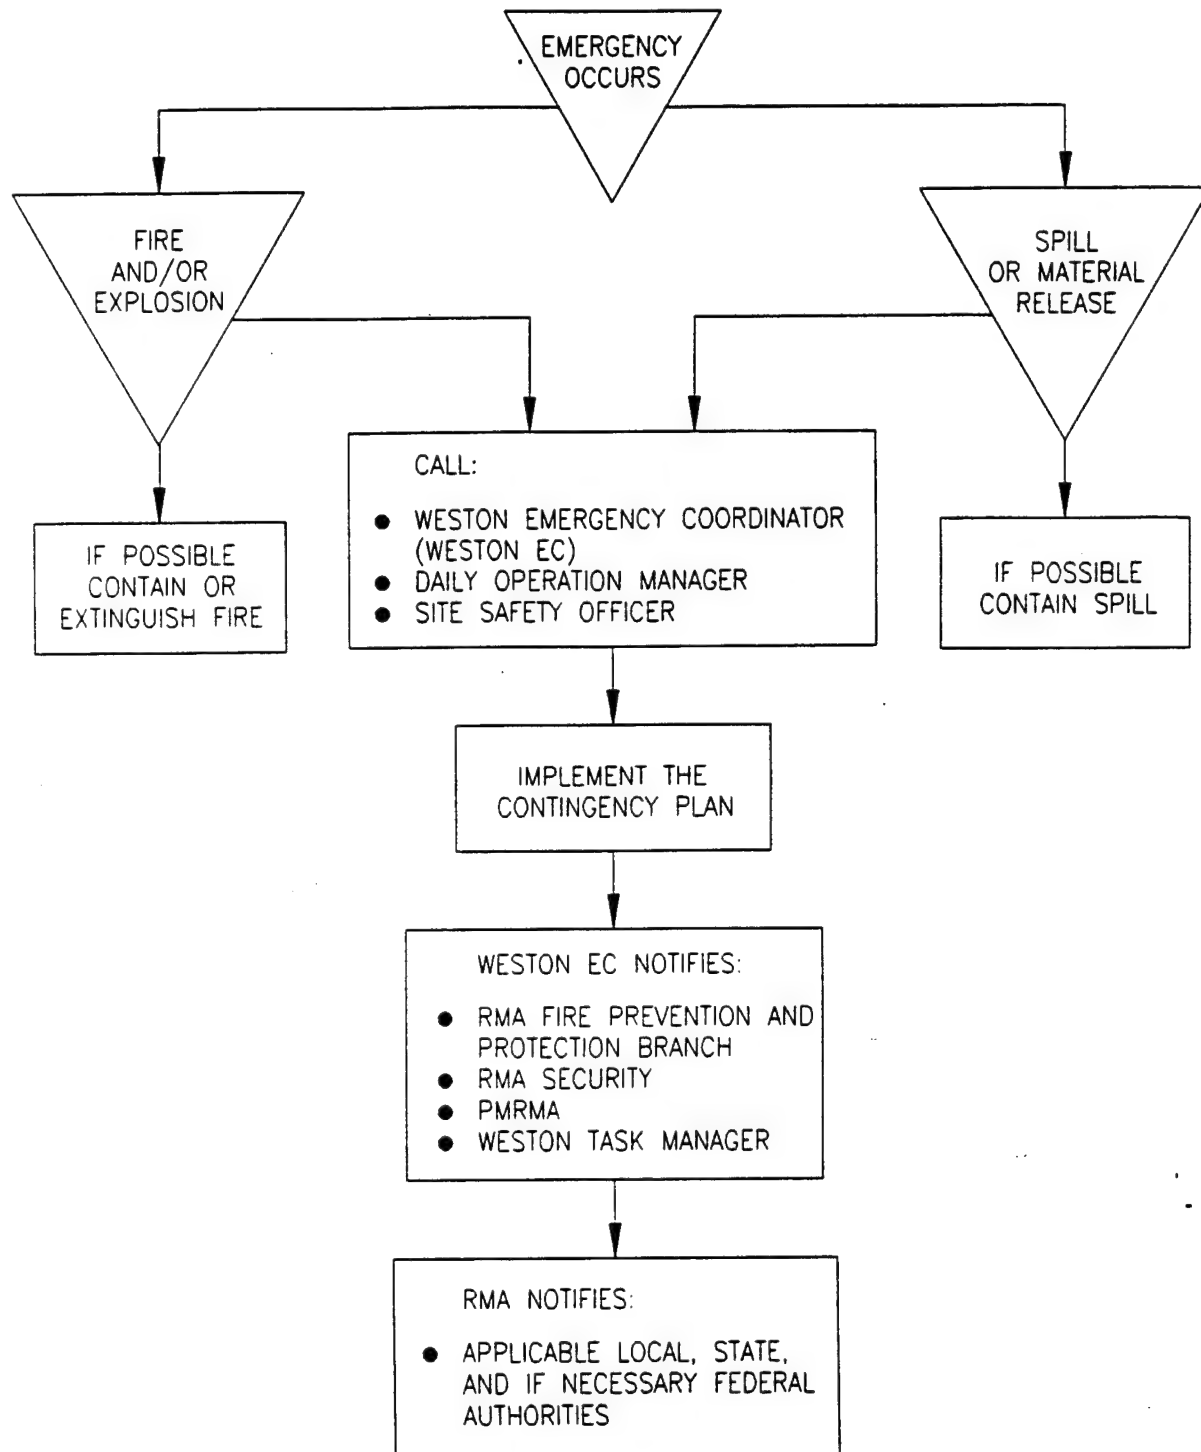 EMERGENCY
OCCURS
FIRE
AND/OR
EXPLOSION
SPILL
OR MATERIAL
RELEASE
CALL:
● WESTON EMERGENCY COORDINATOR
(WESTON EC)
● DAILY OPERATION MANAGER
● SITE SAFETY OFFICER
IF POSSIBLE
CONTAIN OR
EXTINGUISH FIRE
IF POSSIBLE
CONTAIN SPILL
IMPLEMENT THE
CONTINGENCY PLAN
WESTON EC NOTIFIES:
● RMA FIRE PREVENTION AND
PROTECTION BRANCH
● RMA SECURITY
● PMRMA
● WESTON TASK MANAGER
RMA NOTIFIES:
● APPLICABLE LOCAL, STATE,
AND IF NECESSARY FEDERAL
AUTHORITIES